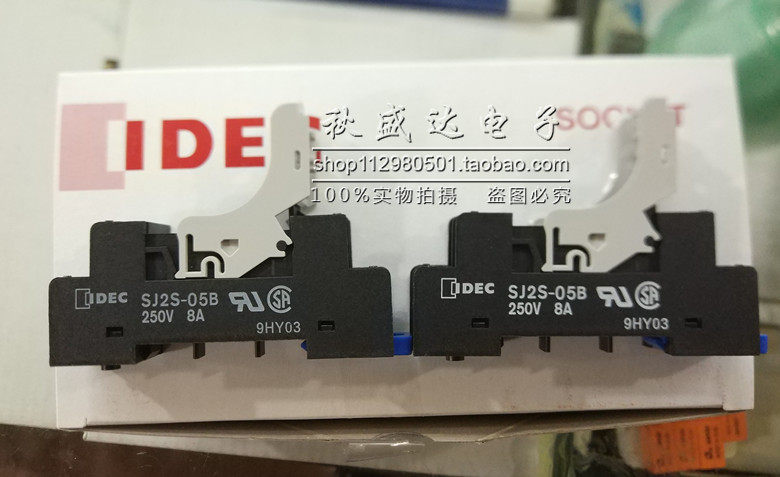 IDEC
SOCKET
秋盛达电子
shop112980501.taobao.com/
100%实物拍摄 盗图必究
IDEC SJ2S-05B
250V 8A
9HY03
IDEC SJ2S-05B
250V 8A
9HY03